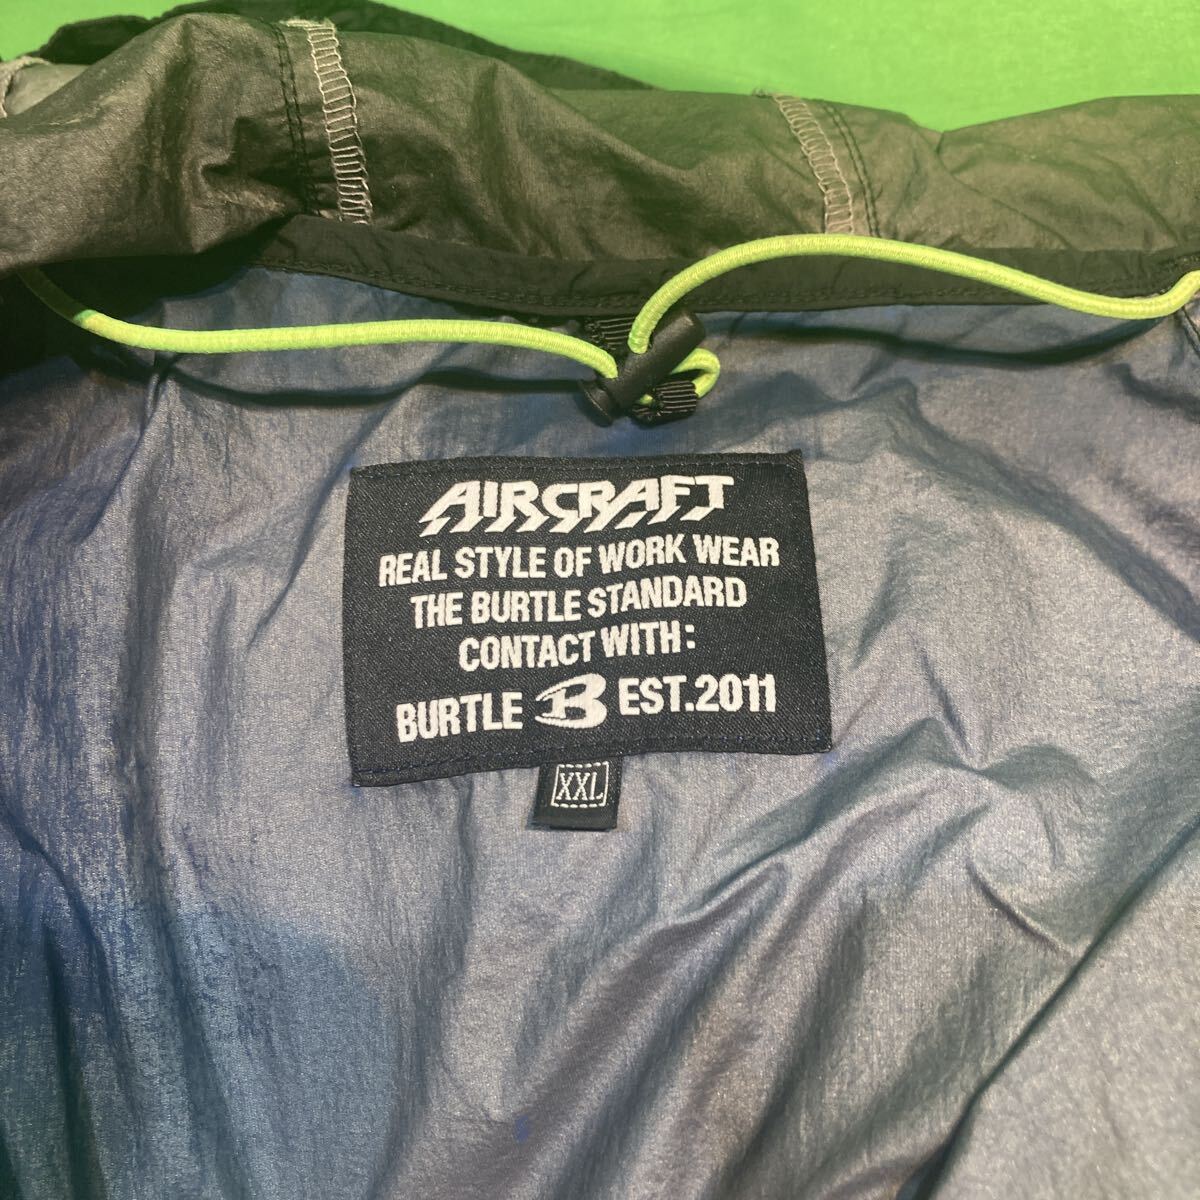 AIRCRAFT
REAL STYLE OF WORK WEAR
THE BURTLE STANDARD
CONTACT WITH:
BURTLE B EST.2011
XXL